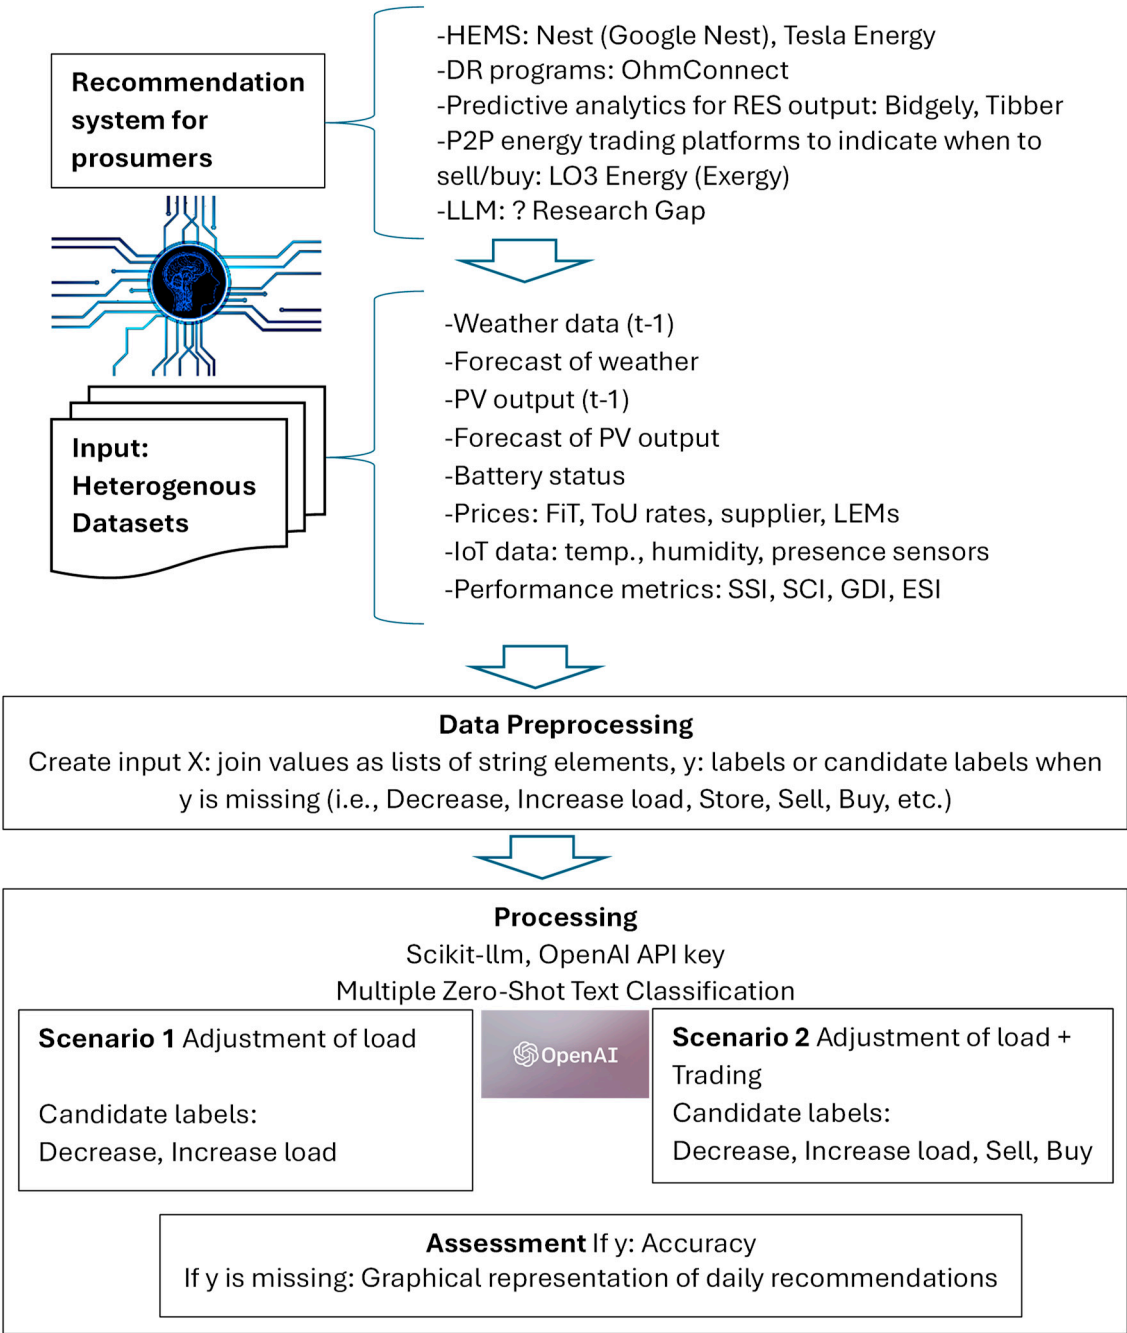 Recommendation
system for
prosumers
-HEMS: Nest (Google Nest), Tesla Energy
-DR programs: OhmConnect
-Predictive analytics for RES output: Bidgely, Tibber
-P2P energy trading platforms to indicate when to
sell/buy: LO3 Energy (Exergy)
-LLM: ? Research Gap
Input:
Heterogenous
Datasets
-Weather data (t-1)
-Forecast of weather
-PV output (t-1)
-Forecast of PV output
-Battery status
-Prices: FiT, ToU rates, supplier, LEMs
-IoT data: temp., humidity, presence sensors
-Performance metrics: SSI, SCI, GDI, ESI
Data Preprocessing
Create input X: join values as lists of string elements, y: labels or candidate labels when
y is missing (i.e., Decrease, Increase load, Store, Sell, Buy, etc.)
Processing
Scikit-llm, OpenAI API key
Multiple Zero-Shot Text Classification
Scenario 1 Adjustment of load
Candidate labels:
Decrease, Increase load
OpenAI
Scenario 2 Adjustment of load +
Trading
Candidate labels:
Decrease, Increase load, Sell, Buy
Assessment If y: Accuracy
If y is missing: Graphical representation of daily recommendations